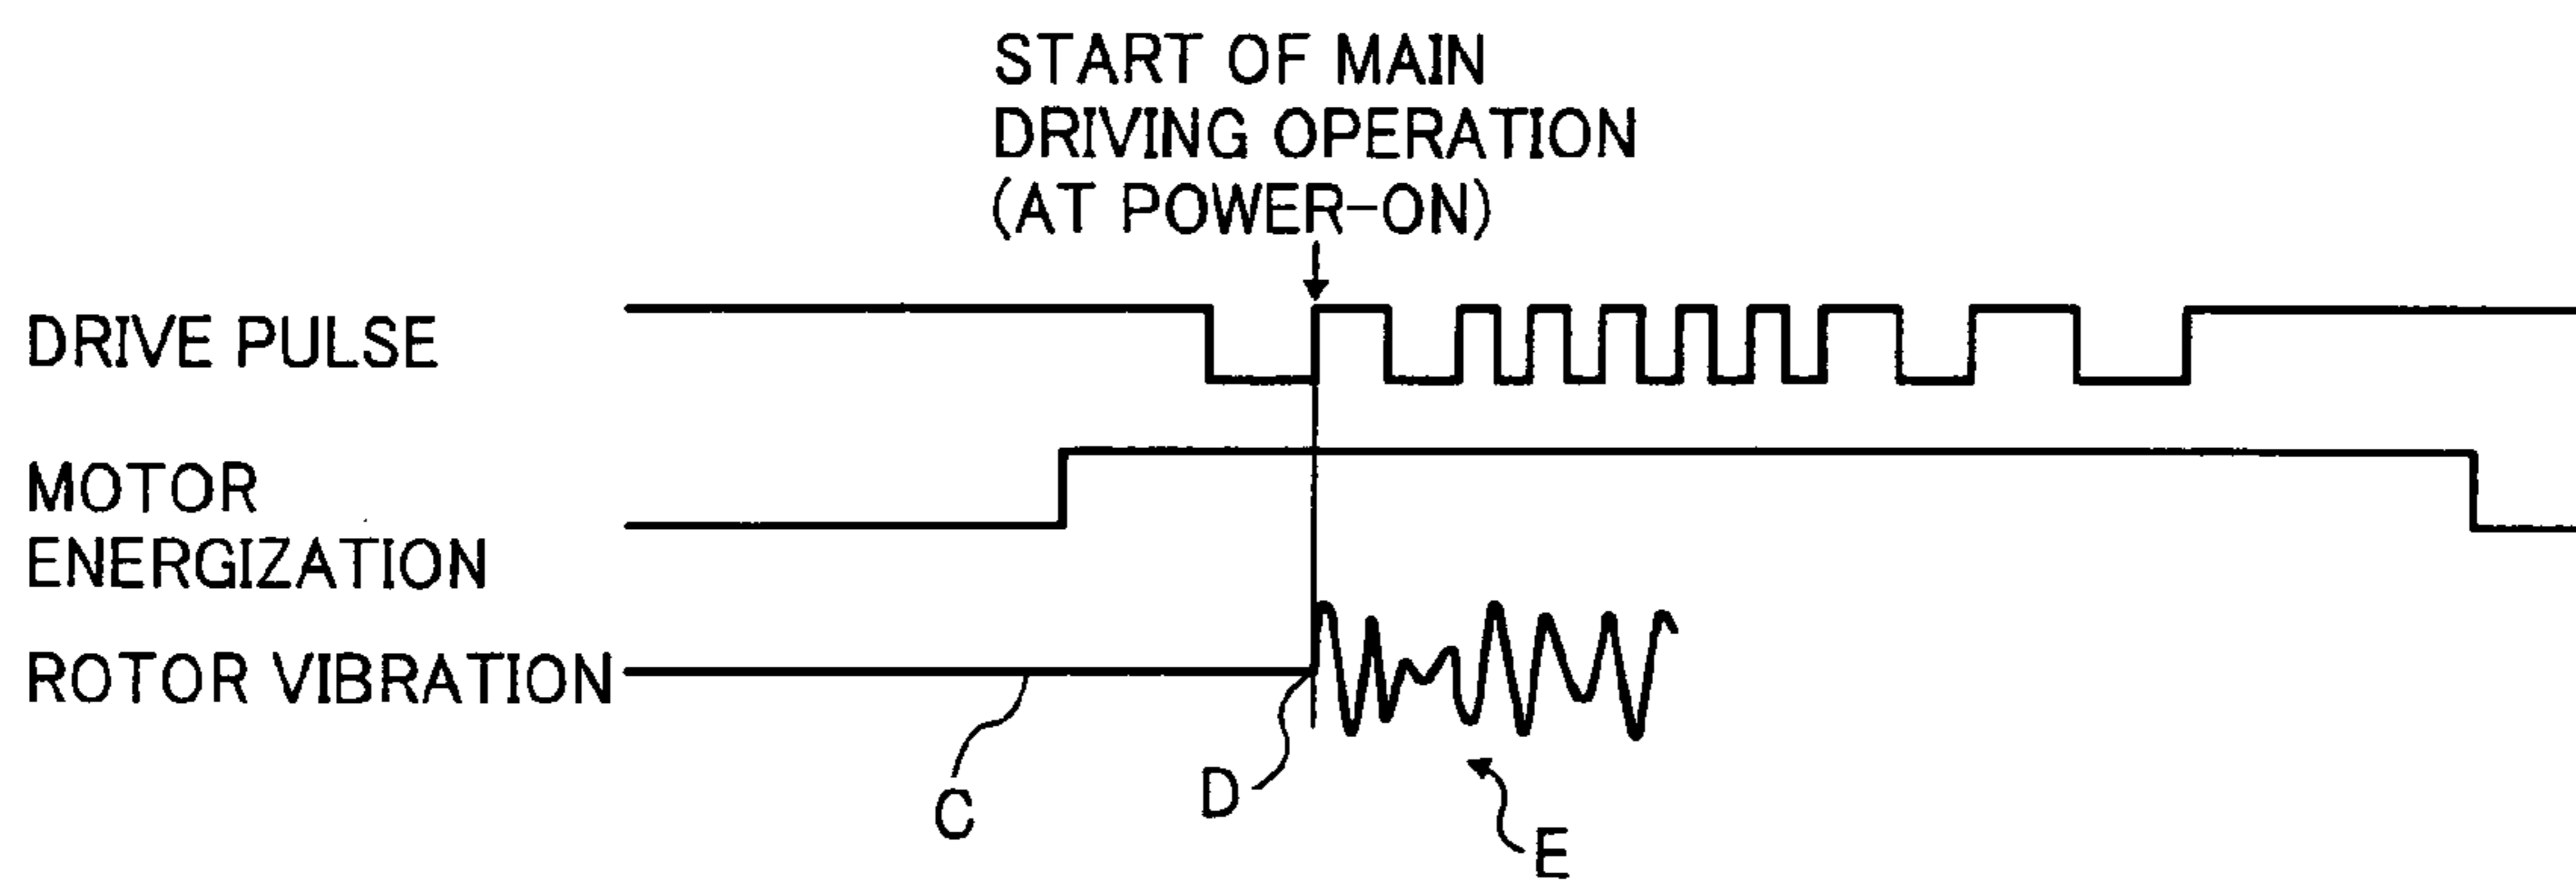 START OF MAIN
DRIVING OPERATION
(AT POWER-ON)
DRIVE PULSE
MOTOR
ENERGIZATION
ROTOR VIBRATION
C
D
E